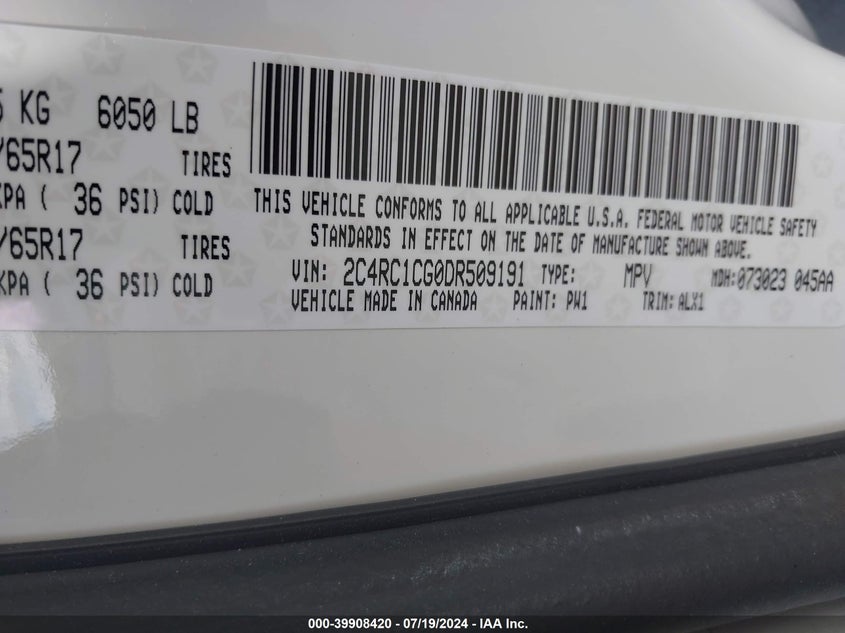 KG 6050 LB
/65R17 TIRES
KPA ( 36 PSI) COLD
/65R17 TIRES
KPA ( 36 PSI) COLD
THIS VEHICLE CONFORMS TO ALL APPLICABLE U.S.A. FEDERAL MOTOR VEHICLE SAFETY
STANDARDS IN EFFECT ON THE DATE OF MANUFACTURE SHOWN ABOVE.
VIN: 2C4RC1CG0DR509191 TYPE: MPV MDH:073023 045AA
VEHICLE MADE IN CANADA PAINT: PW1 TRIM: ALX1
000-39908420 | 07/19/2024 - IAA Inc.